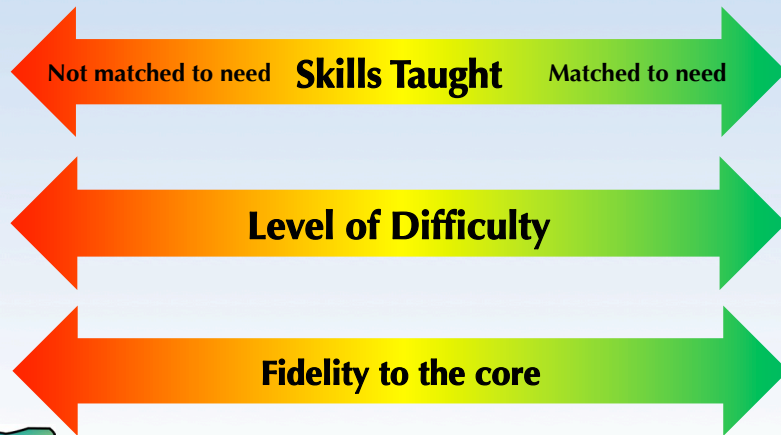 Not matched to need Skills Taught Matched to need
Level of Difficulty
Fidelity to the core